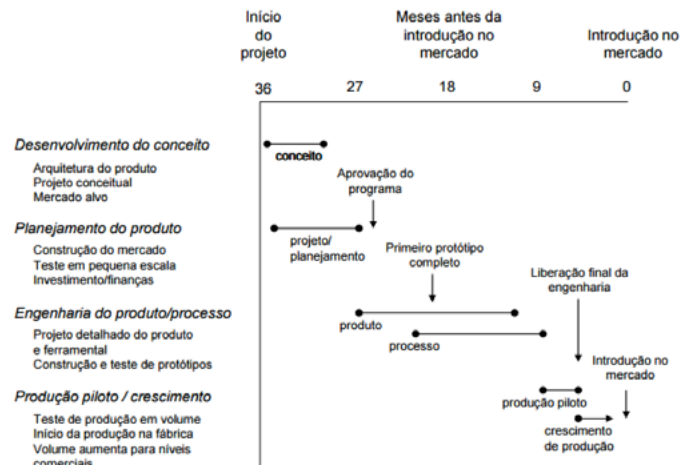 Início
do
projeto
Meses antes da
introdução no
mercado
Introdução no
mercado
36
27
18
9
0
Desenvolvimento do conceito
Arquitetura do produto
Projeto conceitual
Mercado alvo
conceito
Aprovação do
programa
Planejamento do produto
Construção do mercado
Teste em pequena escala
Investimento/finanças
projeto/
planejamento
Primeiro protótipo
completo
Liberação final da
engenharia
Engenharia do produto/processo
Projeto detalhado do produto
e ferramental
Construção e teste de protótipos
produto
processo
Introdução no
mercado
Produção piloto / crescimento
Teste de produção em volume
Início da produção na fábrica
Volume aumenta para níveis
comerciais
produção piloto
crescimento
de produção